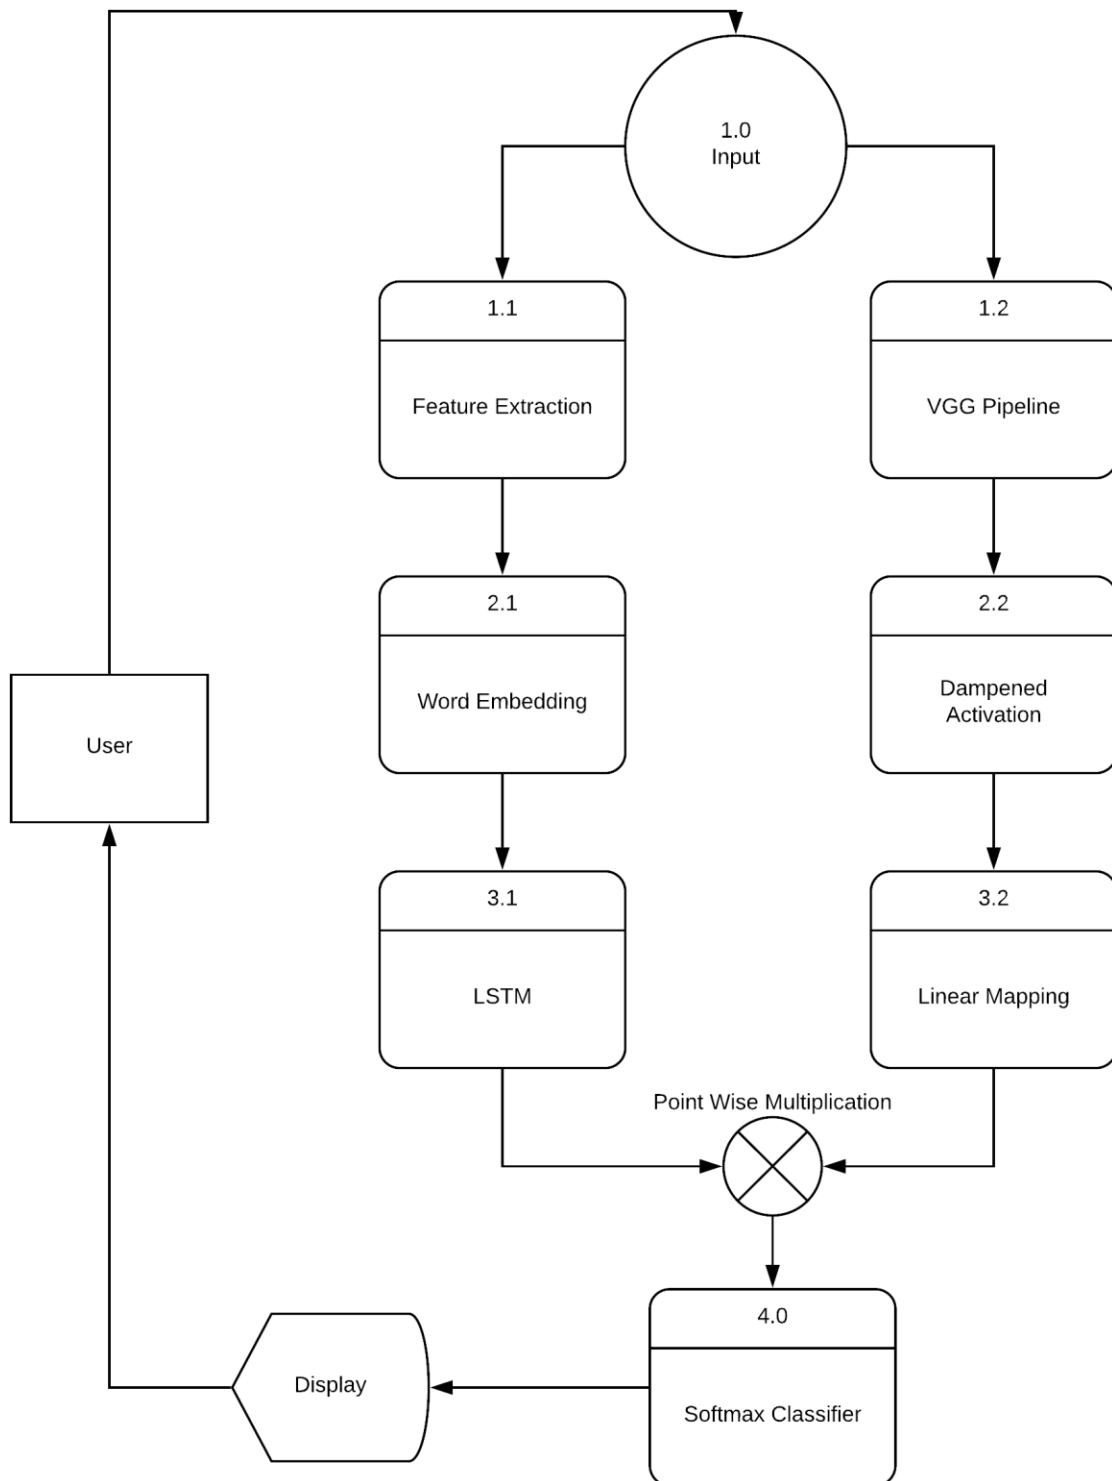 1.0
Input
1.1
Feature Extraction
1.2
VGG Pipeline
2.1
Word Embedding
2.2
Dampened
Activation
User
3.1
LSTM
3.2
Linear Mapping
Point Wise Multiplication
4.0
Softmax Classifier
Display